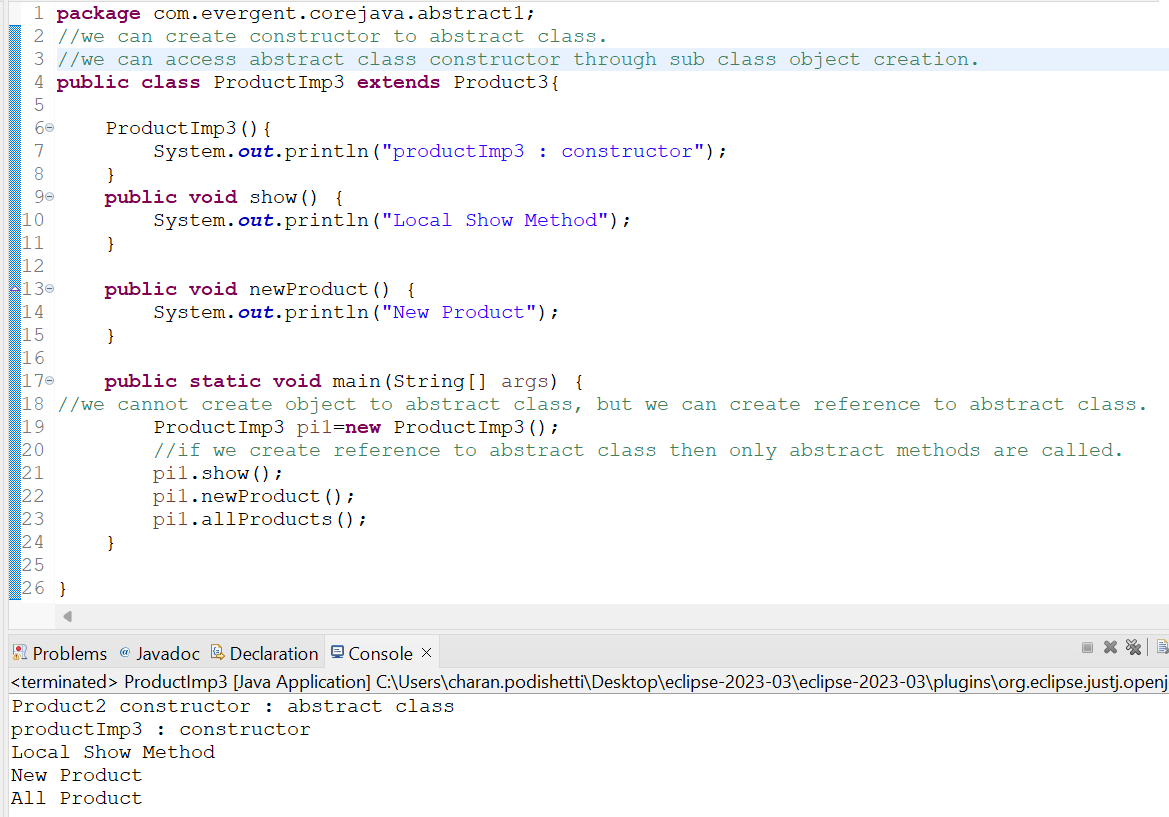 1 package com.evergent.corejava.abstract1;
2 //we can create constructor to abstract class.
3 //we can access abstract class constructor through sub class object creation.
4 public class ProductImp3 extends Product3{
5
6 ProductImp3(){
7 System.out.println("productImp3 : constructor");
8 }
9 public void show() {
10 System.out.println("Local Show Method");
11 }
12
13 public void newProduct() {
14 System.out.println("New Product");
15 }
16
17 public static void main(String[] args) {
18 //we cannot create object to abstract class, but we can create reference to abstract class.
19 ProductImp3 pi1=new ProductImp3();
20 //if we create reference to abstract class then only abstract methods are called.
21 pi1.show();
22 pi1.newProduct();
23 pi1.allProducts();
24 }
25
26 }
Problems @ Javadoc Declaration Console ×
<terminated> ProductImp3 [Java Application] C:\Users\charan.podishetti\Desktop\eclipse-2023-03\eclipse-2023-03\plugins\org.eclipse.justj.openj
Product2 constructor : abstract class
productImp3 : constructor
Local Show Method
New Product
All Product